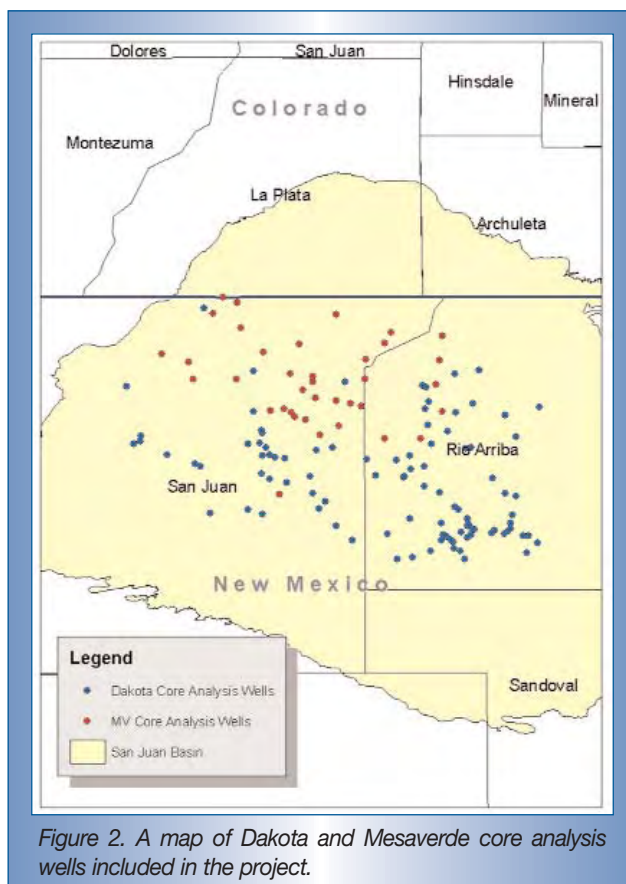 Dolores
San Juan
Hinsdale
Mineral
Colorado
Montezuma
La Plata
Archuleta
Rio Arriba
San Juan
New Mexico
Legend
Dakota Core Analysis Wells
MV Core Analysis Wells
San Juan Basin
Sandoval
Figure 2. A map of Dakota and Mesaverde core analysis
wells included in the project.